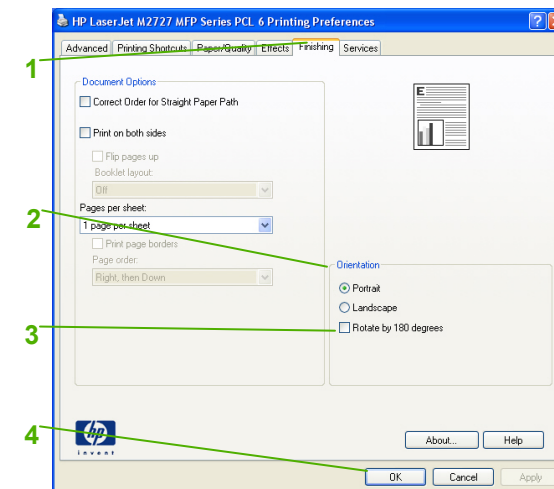 HP LaserJet M2727 MFP Series PCL 6 Printing Preferences
Advanced Printing Shortcuts Paper/Quality Effects Finishing Services
1
Document Options
Correct Order for Straight Paper Path
E
Print on both sides
Flip pages up
Booklet layout:
Off
Pages per sheet:
2
1 page per sheet
Print page borders
Page order:
Orientation
Right, then Down
Portrait
Landscape
3
Rotate by 180 degrees
4
hp
invent
About... Help
OK Cancel Apply